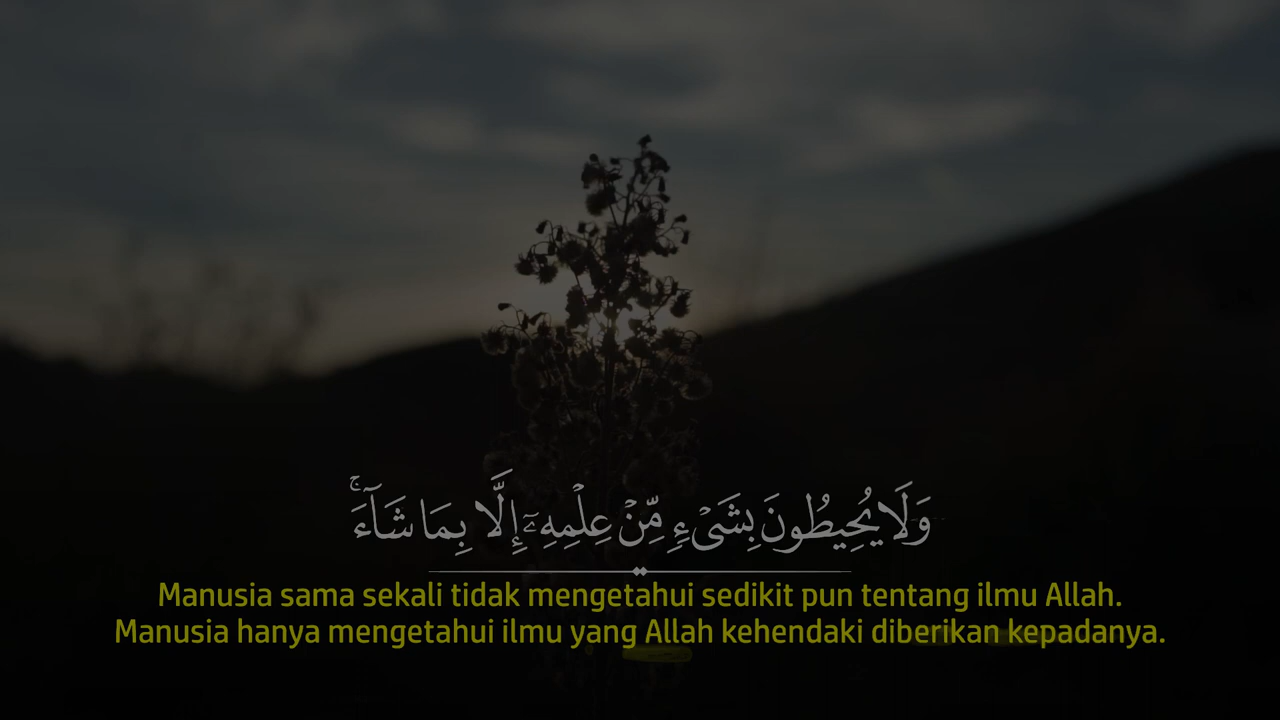 وَلَا يُحِيطُونَ بِشَىْءٍ مِّنْ عِلْمِهِۦٓ إِلَّا بِمَا شَآءَ ۚ
Manusia sama sekali tidak mengetahui sedikit pun tentang ilmu Allah.
Manusia hanya mengetahui ilmu yang Allah kehendaki diberikan kepadanya.